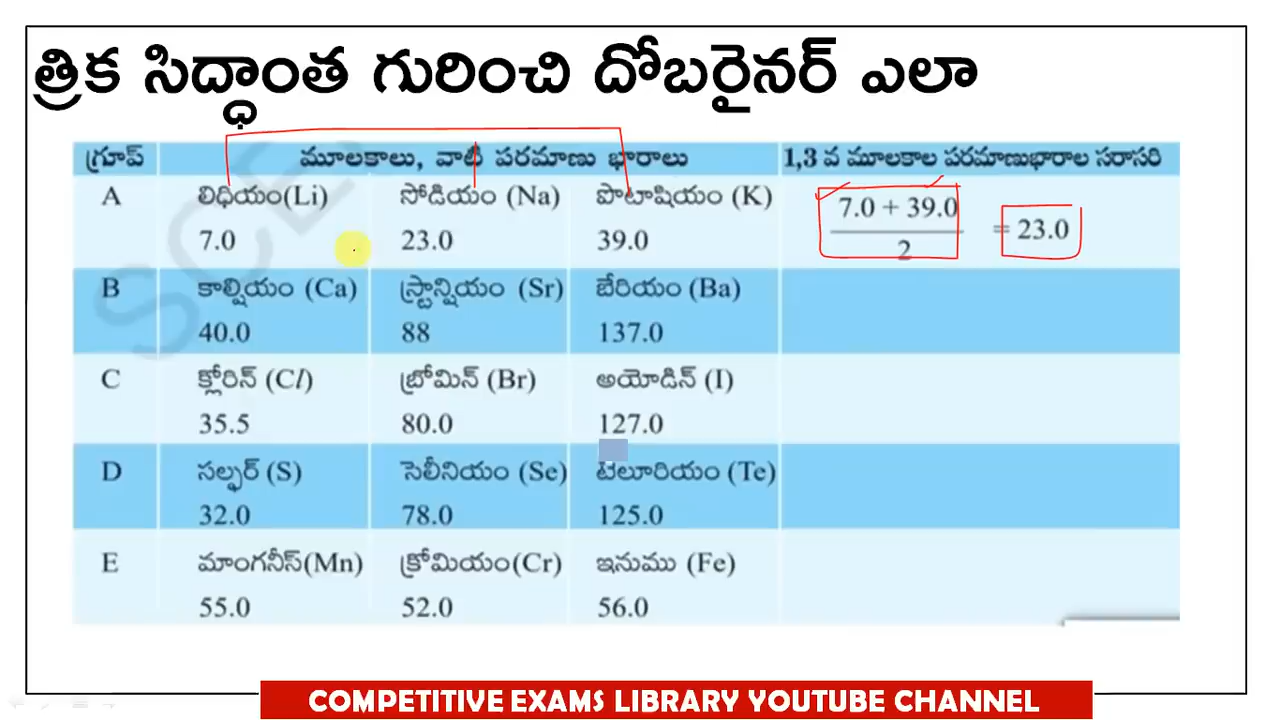 త్రిక సిద్ధాంత గురించి దోబరైనర్ ఎలా
గ్రూప్ మూలకాలు, వాటి పరమాణు భారాలు 1,3 వ మూలకాల పరమాణుభారాల సరాసరి
A లిథియం(Li) సోడియం (Na) పొటాషియం (K) 7.0 + 39.0
7.0 23.0 39.0 2 = 23.0
B కాల్షియం (Ca) స్ట్రాన్షియం (Sr) బేరియం (Ba)
40.0 88 137.0
C క్లోరిన్ (Cl) బ్రోమిన్ (Br) అయోడిన్ (I)
35.5 80.0 127.0
D సల్ఫర్ (S) సెలీనియం (Se) టెలూరియం (Te)
32.0 78.0 125.0
E మాంగనీస్(Mn) క్రోమియం(Cr) ఇనుము (Fe)
55.0 52.0 56.0
COMPETITIVE EXAMS LIBRARY YOUTUBE CHANNEL